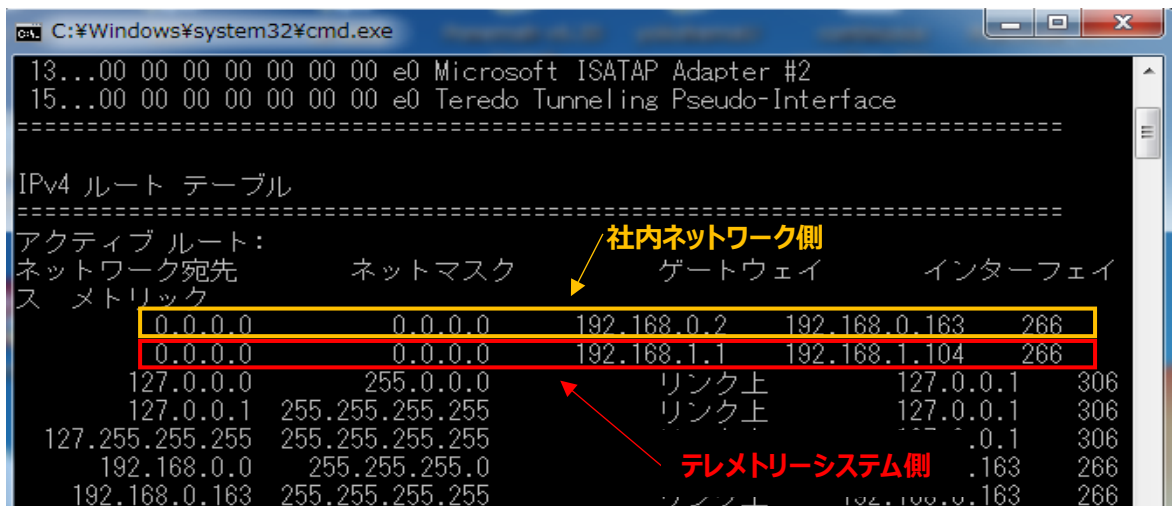 C:¥Windows¥system32¥cmd.exe
13...00 00 00 00 00 00 00 e0 Microsoft ISATAP Adapter #2
15...00 00 00 00 00 00 00 e0 Teredo Tunneling Pseudo-Interface
===========================================================================
IPv4 ルート テーブル
===========================================================================
アクティブ ルート:
社内ネットワーク側
ネットワーク宛先 ネットマスク ゲートウェイ インターフェイ
ス メトリック
0.0.0.0 0.0.0.0 192.168.0.2 192.168.0.163 266
0.0.0.0 0.0.0.0 192.168.1.1 192.168.1.104 266
127.0.0.0 255.0.0.0 リンク上 127.0.0.1 306
127.0.0.1 255.255.255.255 リンク上 127.0.0.1 306
127.255.255.255 255.255.255.255 .0.1 306
192.168.0.0 255.255.255.0 .163 266
テレメトリーシステム側
192.168.0.163 255.255.255.255 リンク上 192.168.0.163 266